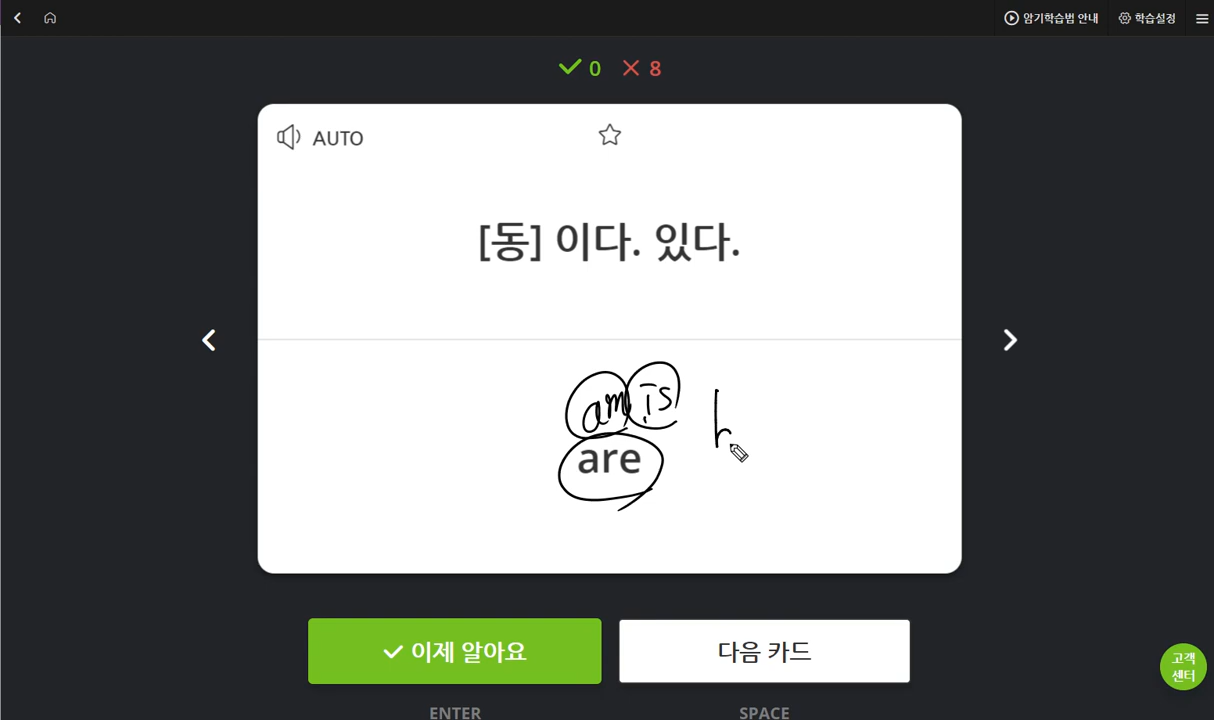 암기학습법 안내 학습설정
0 8
AUTO
[동] 이다. 있다.
am is
are
이제 알아요 다음 카드
ENTER SPACE
고객
센터